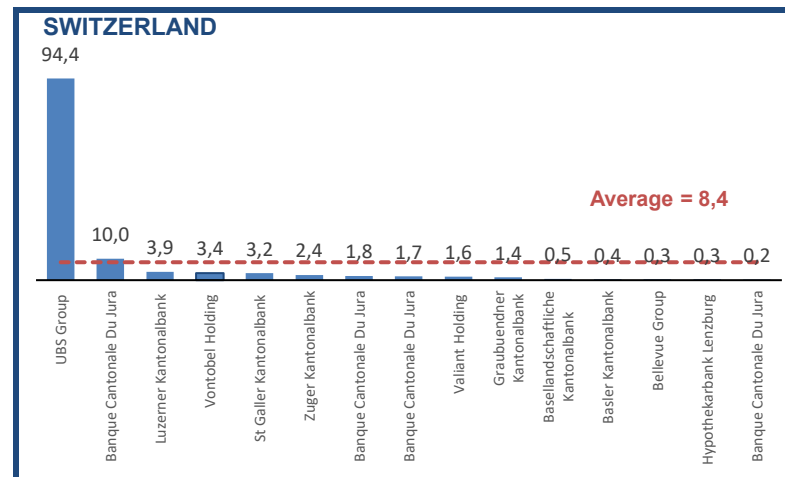 SWITZERLAND
94,4
10,0
3,9
3,4
3,2
2,4
1,8
1,7
1,6
1,4
0,5
0,4
0,3
0,3
0,2
Average = 8,4
UBS Group
Banque Cantonale Du Jura
Luzerner Kantonalbank
Vontobel Holding
St Galler Kantonalbank
Zuger Kantonalbank
Banque Cantonale Du Jura
Banque Cantonale Du Jura
Valiant Holding
Graubuendner
Kantonalbank
Basellandschaftliche
Kantonalbank
Basler Kantonalbank
Bellevue Group
Hypothekarbank Lenzburg
Banque Cantonale Du Jura